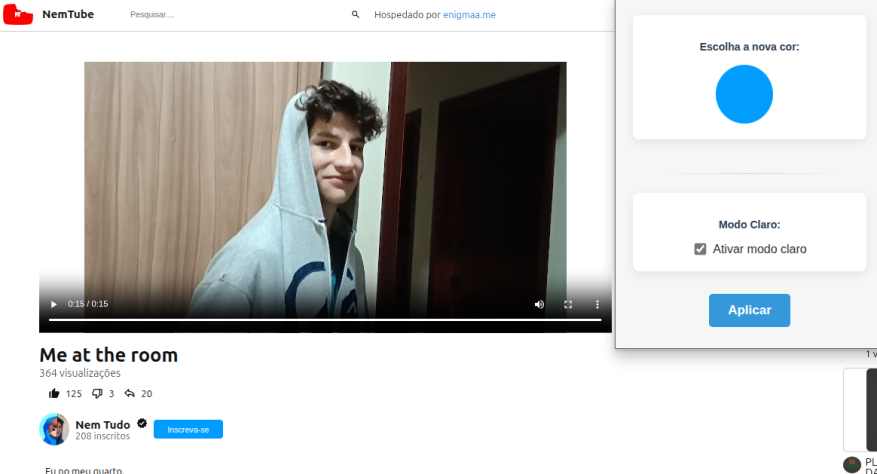 NemTube
Pesquisar....
Hospedado por enigmaa.me
Escolha a nova cor:
Modo Claro:
Ativar modo claro
Aplicar
0:15 / 0:15
Me at the room
364 visualizações
125
3
20
Nem Tudo
208 inscritos
Inscreva-se
Eu no meu quarto.
1 v
PL
DA